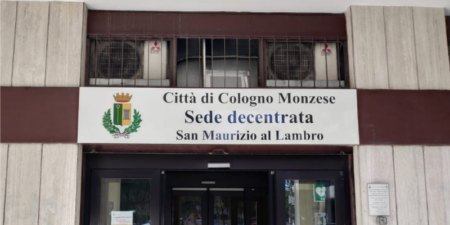 Città di Cologno Monzese
Sede decentrata
San Maurizio al Lambro